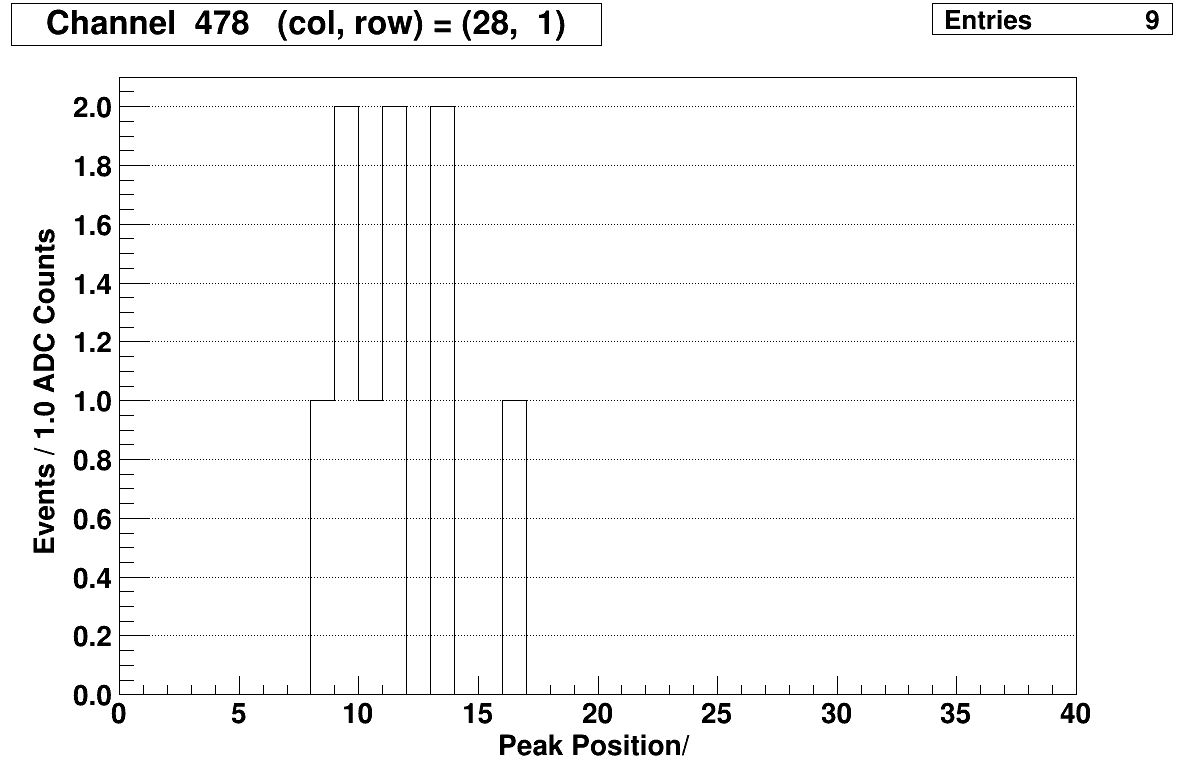 Channel 478 (col, row) = (28, 1)
Entries 9
Events / 1.0 ADC Counts
2.0
1.8
1.6
1.4
1.2
1.0
0.8
0.6
0.4
0.2
0.0
0 5 10 15 20 25 30 35 40
Peak Position/